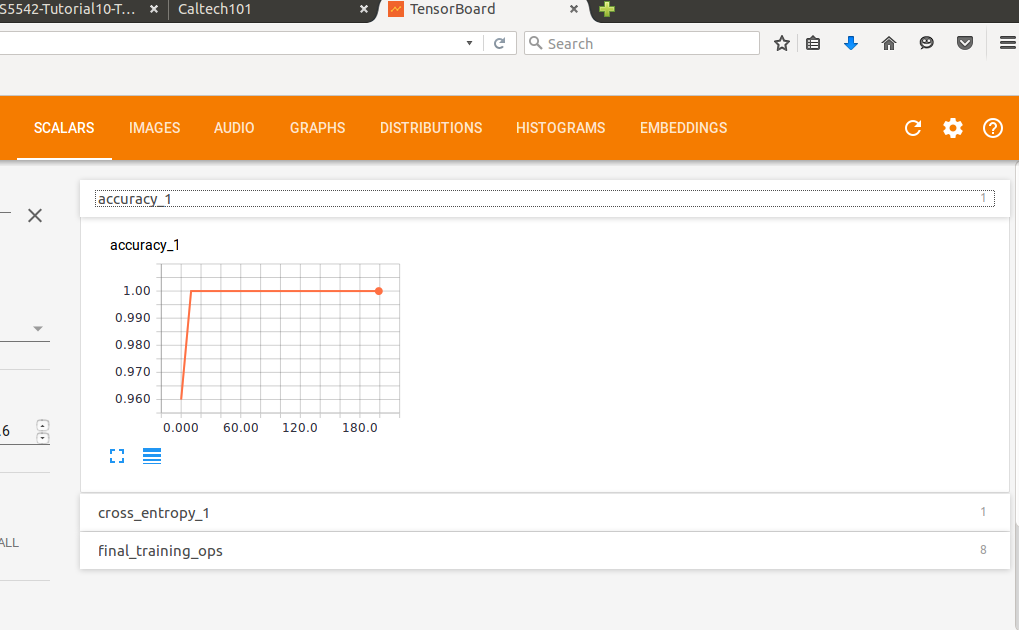 S5542-Tutorial10-T... Caltech101 TensorBoard
Search
SCALARS IMAGES AUDIO GRAPHS DISTRIBUTIONS HISTOGRAMS EMBEDDINGS
accuracy_1 1
accuracy_1
1.00
0.990
0.980
0.970
0.960
0.000 60.00 120.0 180.0
.6
cross_entropy_1 1
ALL
final_training_ops 8